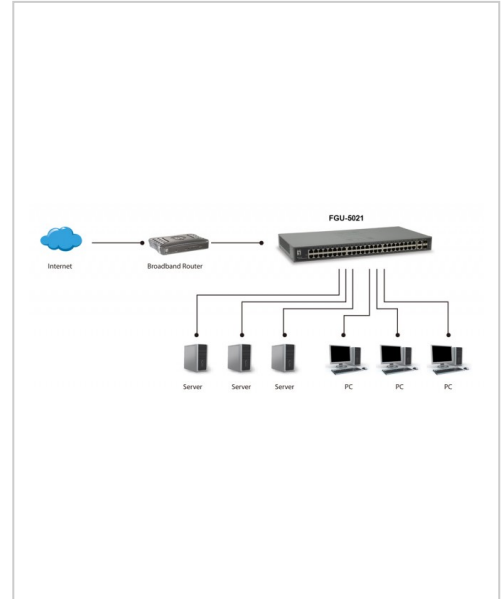 FGU-5021
Internet
Broadband Router
Server
Server
Server
PC
PC
PC